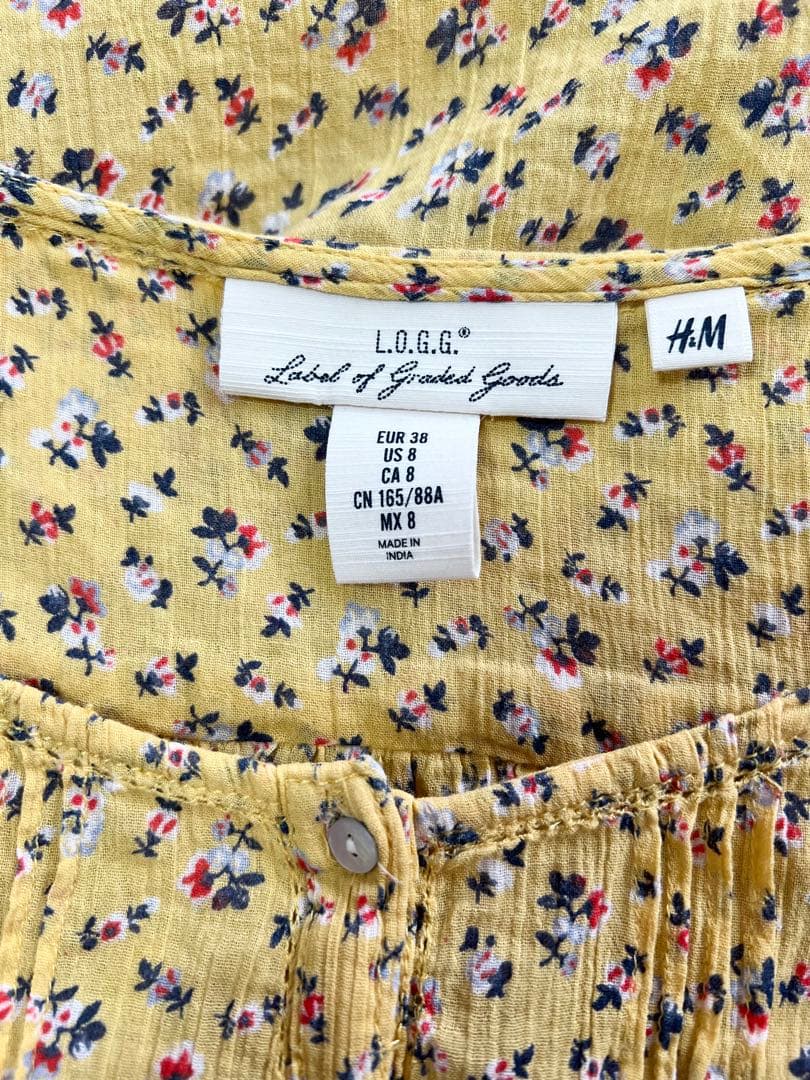 L.O.G.G.®
Label of Graded Goods
H&M
EUR 38
US 8
CA 8
CN 165/88A
MX 8
MADE IN
INDIA